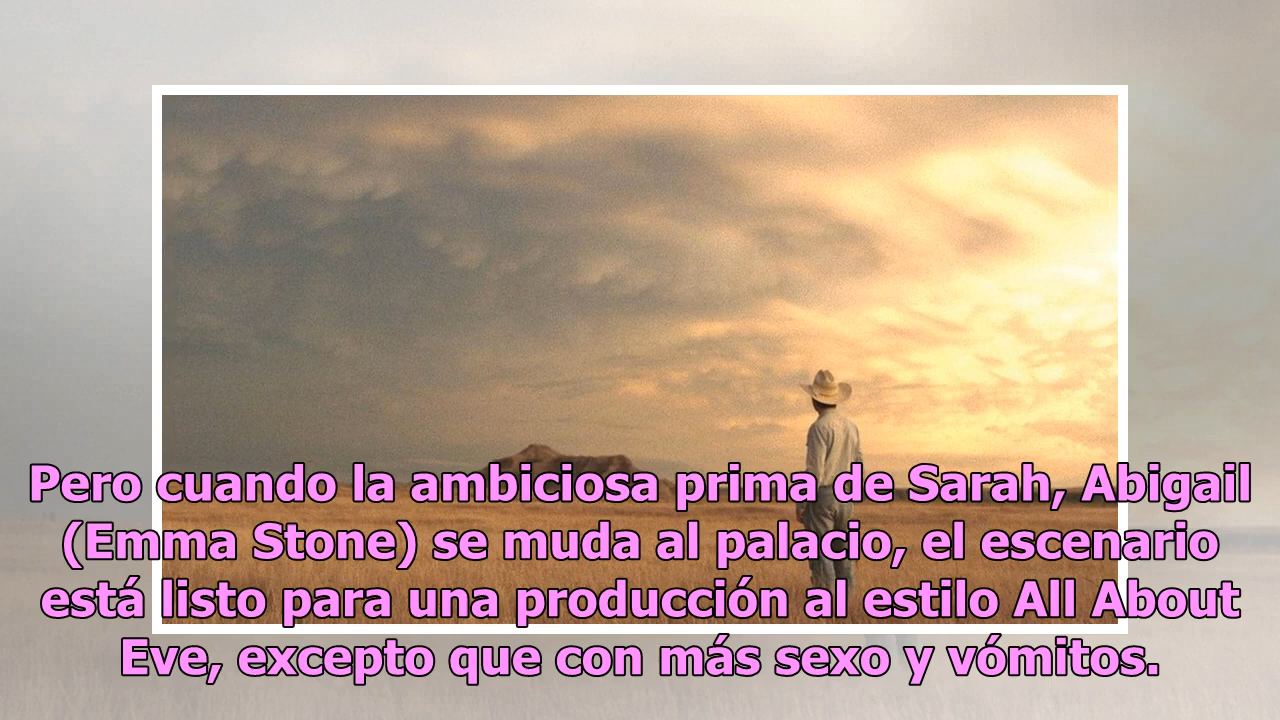 Pero cuando la ambiciosa prima de Sarah, Abigail
(Emma Stone) se muda al palacio, el escenario
está listo para una producción al estilo All About
Eve, excepto que con más sexo y vómitos.